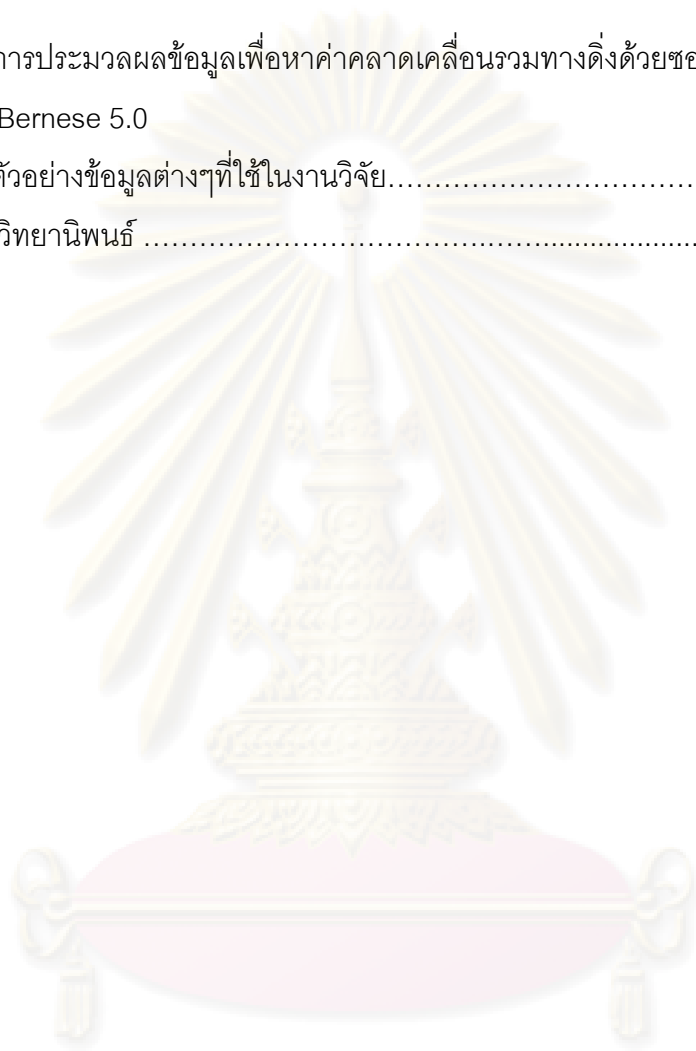 การประมวลผลข้อมูลเพื่อหาค่าคลาดเคลื่อนรวมทางดิ่งด้วยซอ
Bernese 5.0
ตัวอย่างข้อมูลต่างๆที่ใช้ในงานวิจัย……………………………
วิทยานิพนธ์ ……………………………..……......................